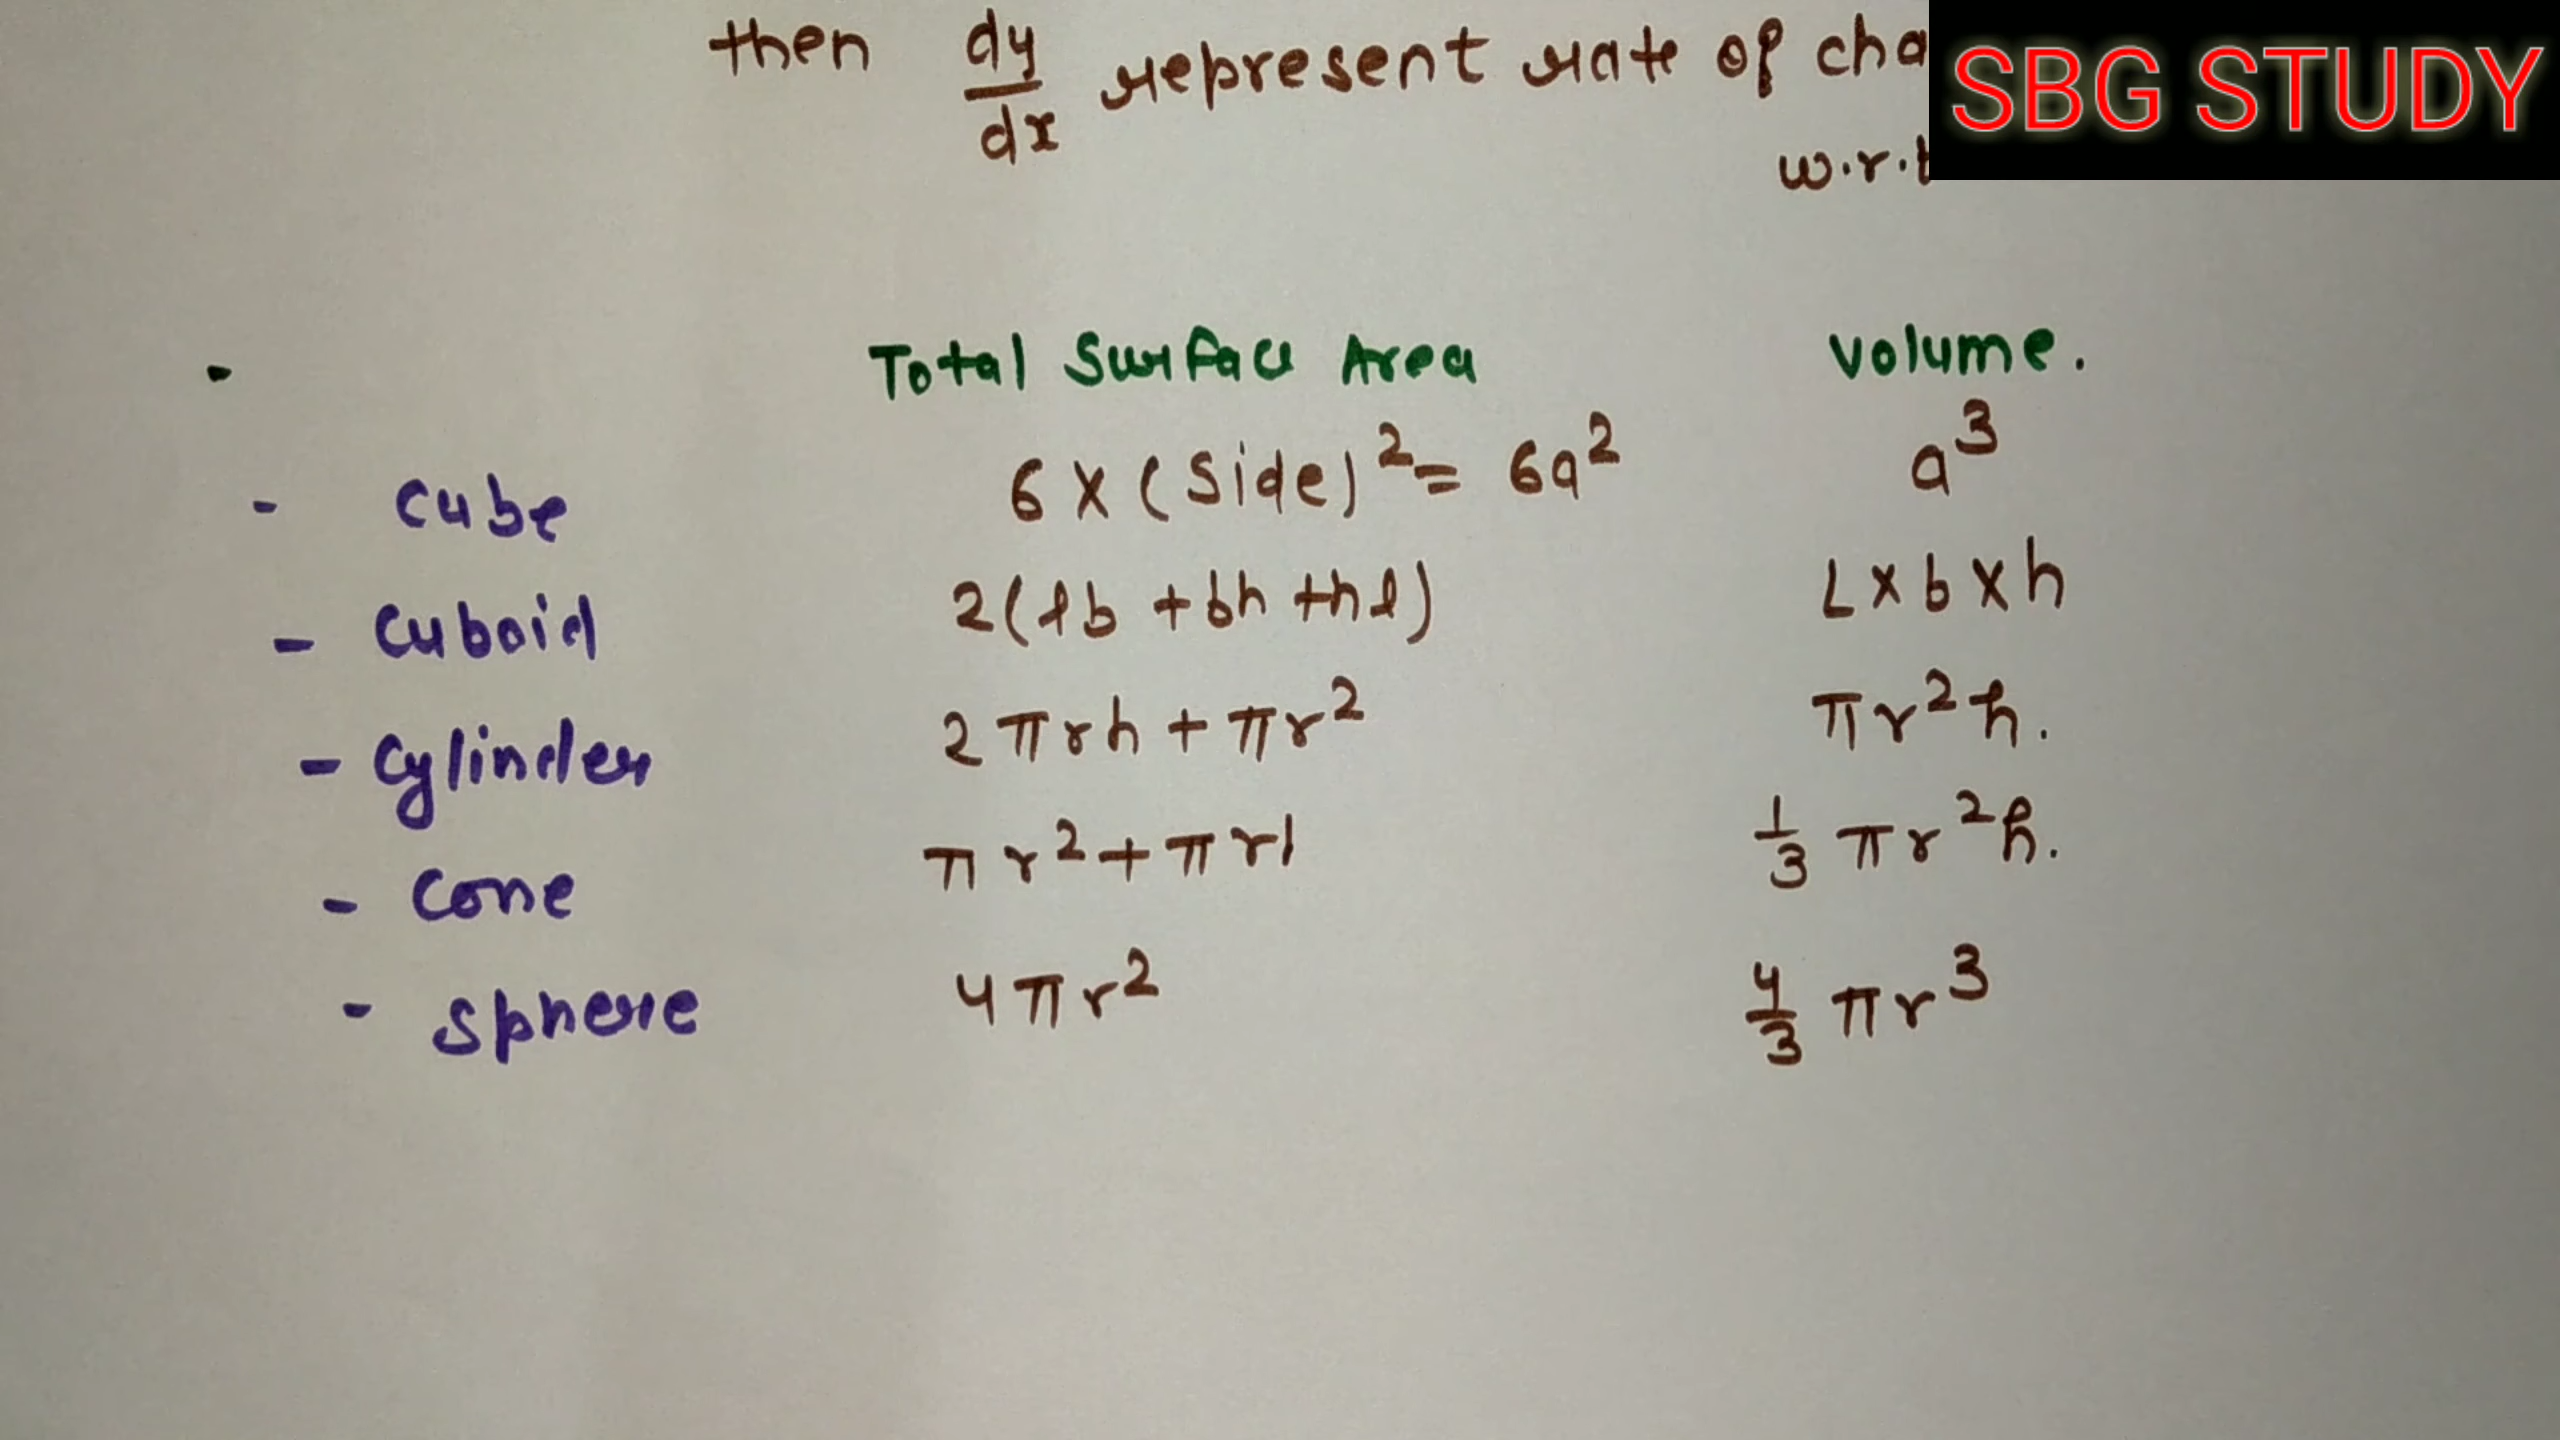 then dy/dx represent rate of cha
SBG STUDY
w.r.t
Total Surface Area Volume.
- Cube 6 × (Side)² = 6a² a³
- Cuboid 2(lb + bh + hl) L × b × h
- Cylinder 2πrh + πr² πr²h.
- Cone πr² + πrl 1/3 πr²h.
- Sphere 4πr² 4/3 πr³